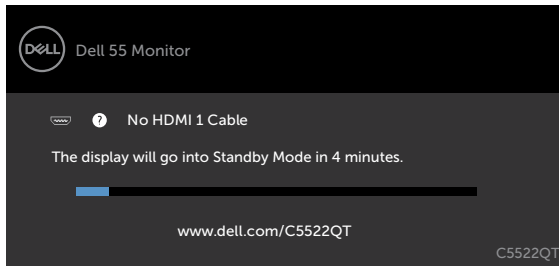 DELL
Dell 55 Monitor
? No HDMI 1 Cable
The display will go into Standby Mode in 4 minutes.
www.dell.com/C5522QT
C5522QT